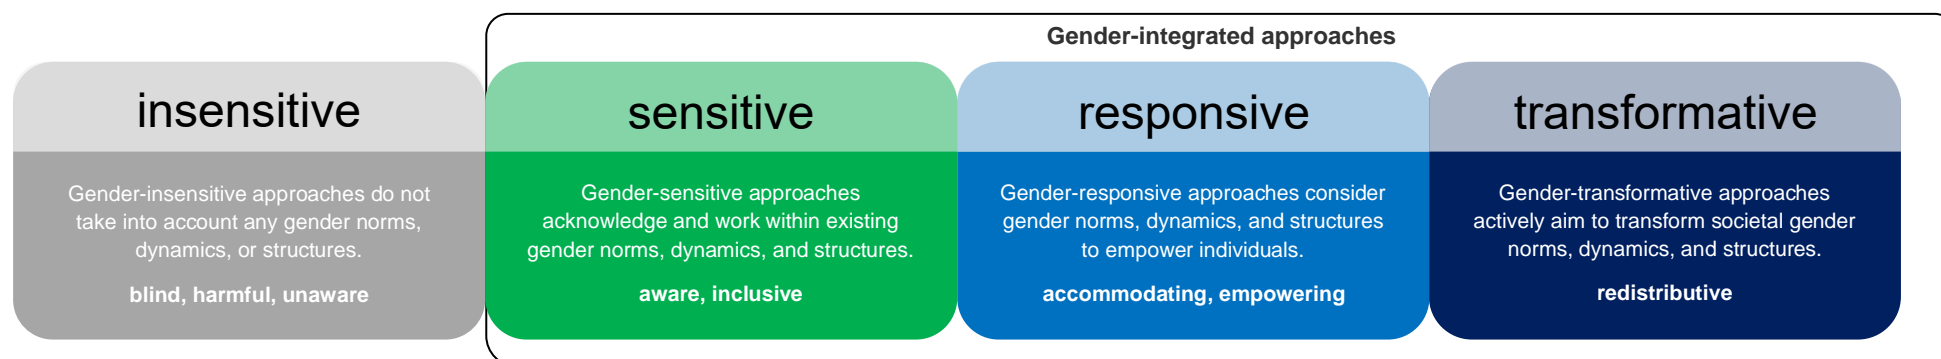 Gender-integrated approaches
insensitive
Gender-insensitive approaches do not
take into account any gender norms,
dynamics, or structures.
blind, harmful, unaware
sensitive
Gender-sensitive approaches
acknowledge and work within existing
gender norms, dynamics, and structures.
aware, inclusive
responsive
Gender-responsive approaches consider
gender norms, dynamics, and structures
to empower individuals.
accommodating, empowering
transformative
Gender-transformative approaches
actively aim to transform societal gender
norms, dynamics, and structures.
redistributive